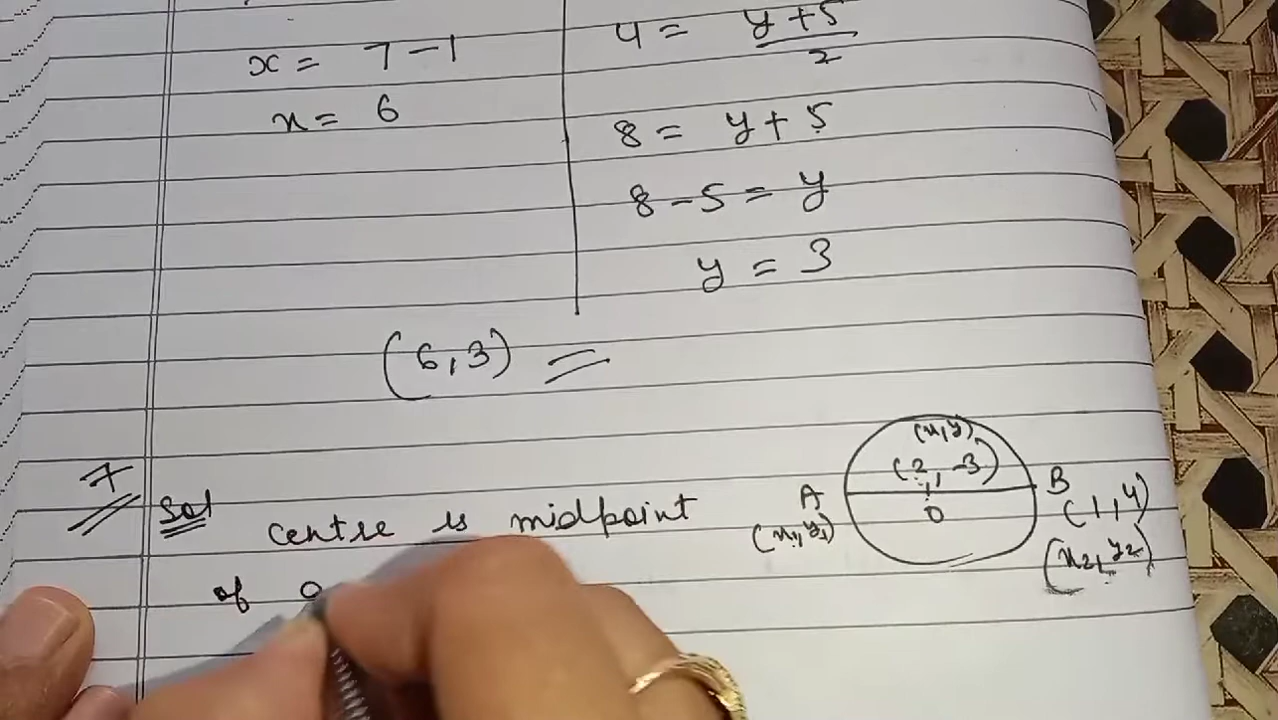 x = 7 - 1
x = 6
4 = y + 5 / 2
8 = y + 5
8 - 5 = y
y = 3
(6, 3)
7
Sol centre is midpoint
of
(x, y)
(2, -3)
A
(x1, y1)
O
B
(1, 4)
(x2, y2)